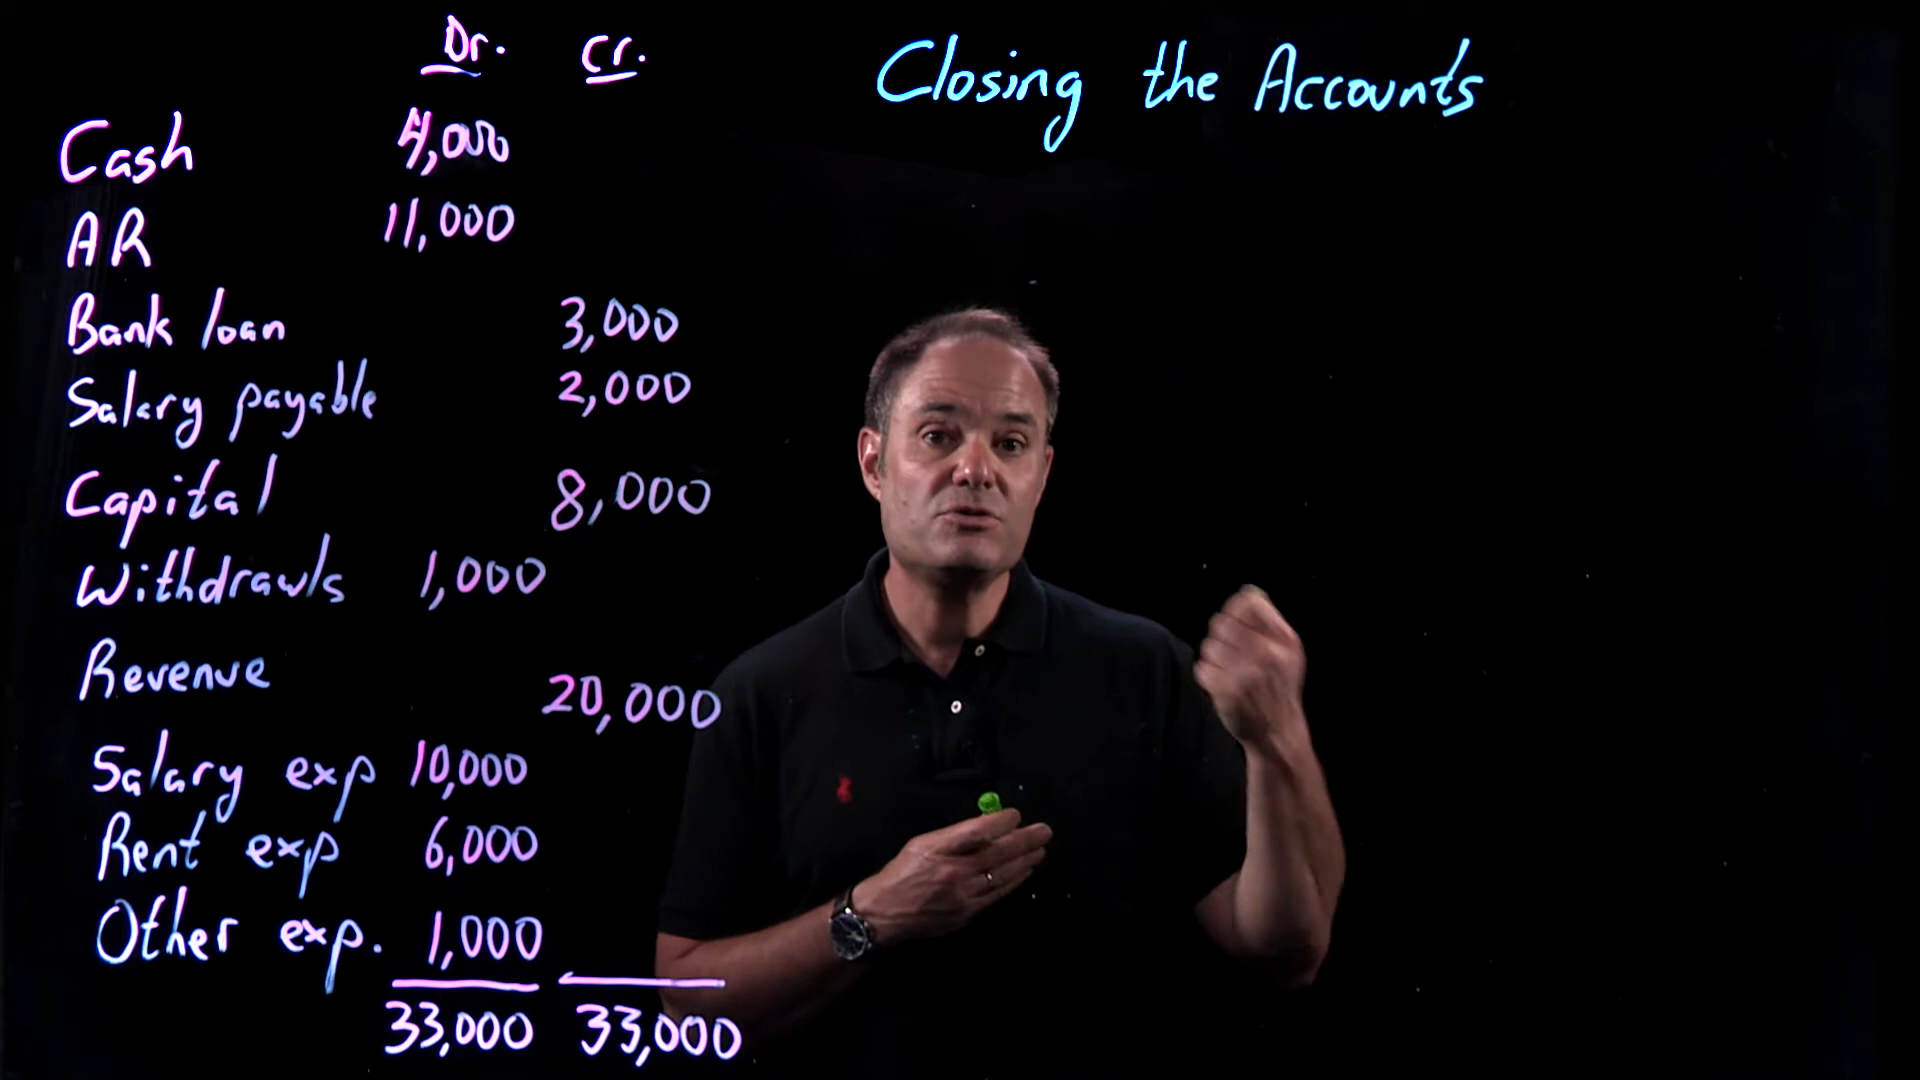 Dr. Cr.
Closing the Accounts
Cash 4,000
AR 11,000
Bank loan 3,000
Salary payable 2,000
Capital 8,000
Withdrawls 1,000
Revenue 20,000
Salary exp 10,000
Rent exp 6,000
Other exp. 1,000
33,000 33,000